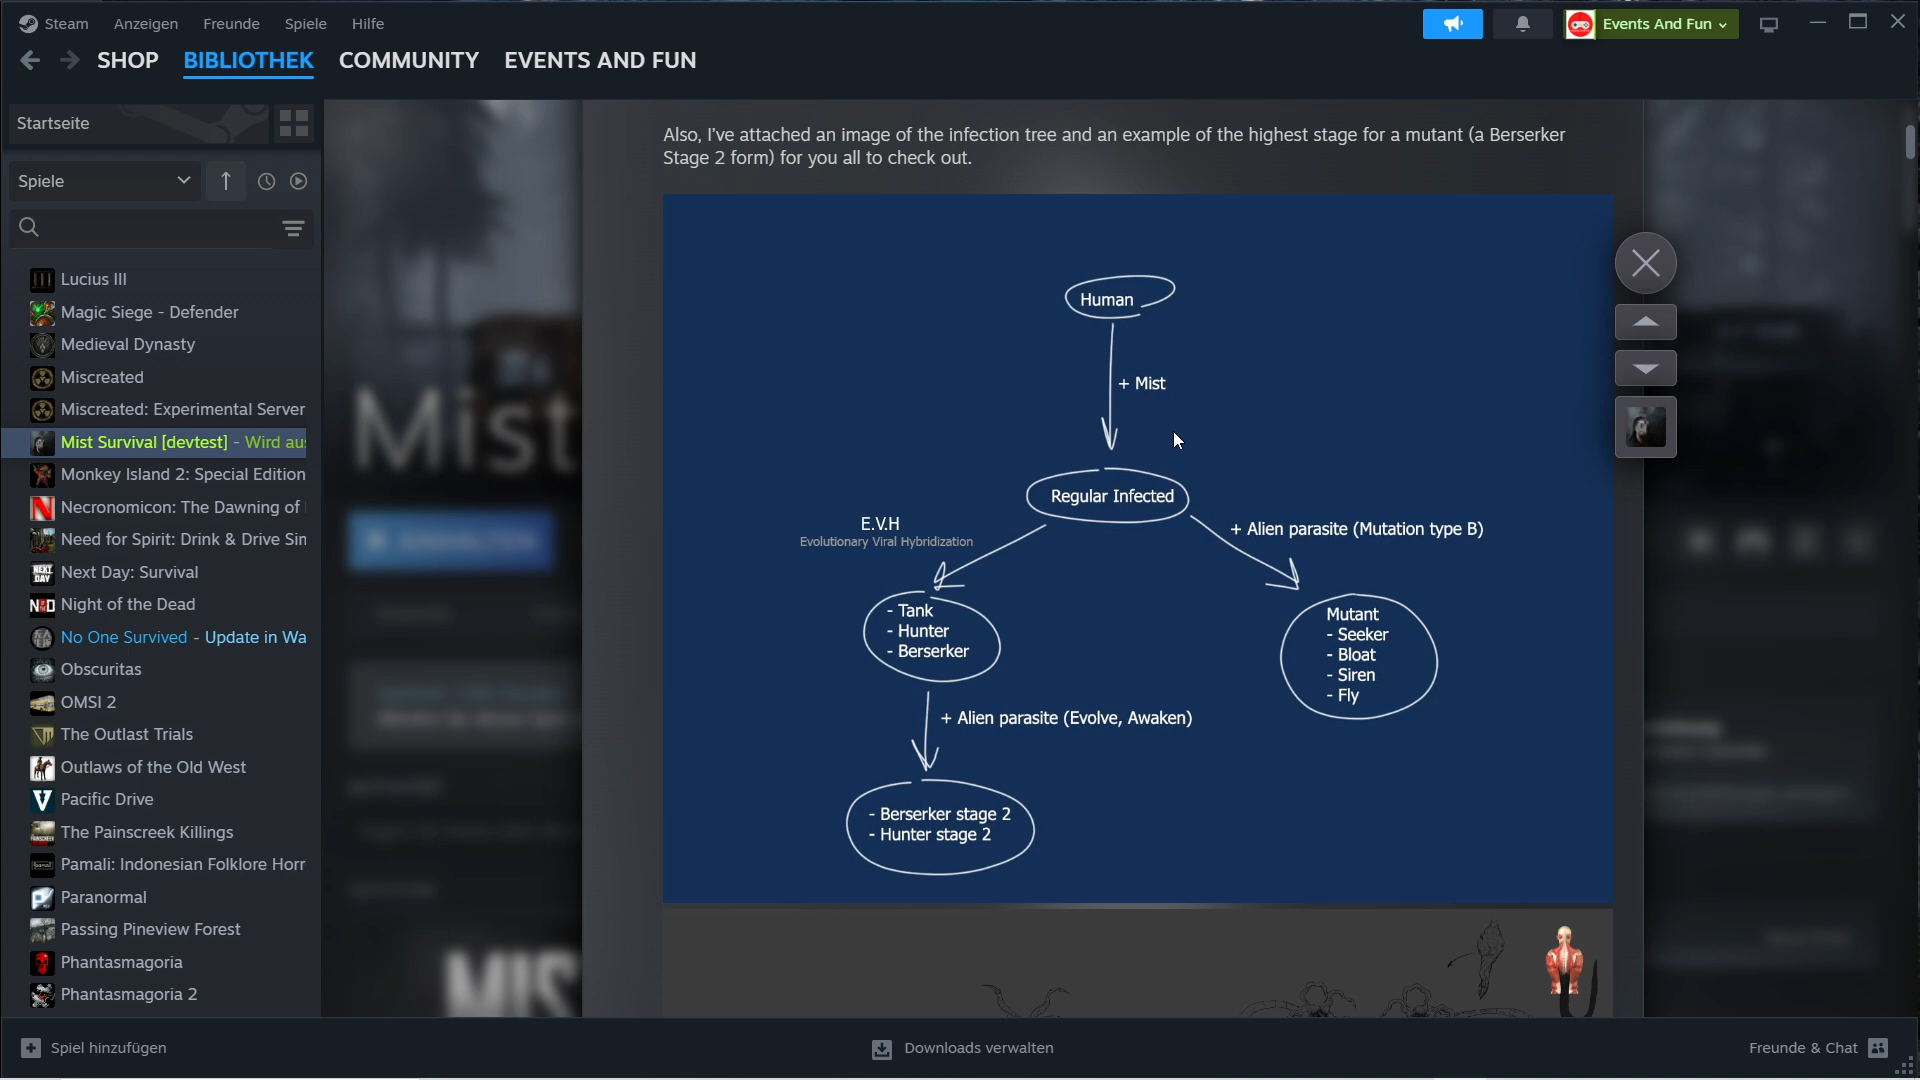 Steam Anzeigen Freunde Spiele Hilfe
Events And Fun
SHOP BIBLIOTHEK COMMUNITY EVENTS AND FUN
Startseite
Spiele
Lucius III
Magic Siege - Defender
Medieval Dynasty
Miscreated
Miscreated: Experimental Server
Mist Survival [devtest] - Wird au
Monkey Island 2: Special Edition
Necronomicon: The Dawning of
Need for Spirit: Drink & Drive Sin
Next Day: Survival
Night of the Dead
No One Survived - Update in Wa
Obscuritas
OMSI 2
The Outlast Trials
Outlaws of the Old West
Pacific Drive
The Painscreek Killings
Pamali: Indonesian Folklore Horr
Paranormal
Passing Pineview Forest
Phantasmagoria
Phantasmagoria 2
Mist
ANHALTEN
MIS
Also, I've attached an image of the infection tree and an example of the highest stage for a mutant (a Berserker
Stage 2 form) for you all to check out.
Human
+ Mist
Regular Infected
E.V.H
Evolutionary Viral Hybridization
+ Alien parasite (Mutation type B)
- Tank
- Hunter
- Berserker
Mutant
- Seeker
- Bloat
- Siren
- Fly
+ Alien parasite (Evolve, Awaken)
- Berserker stage 2
- Hunter stage 2
Spiel hinzufügen
Downloads verwalten
Freunde & Chat